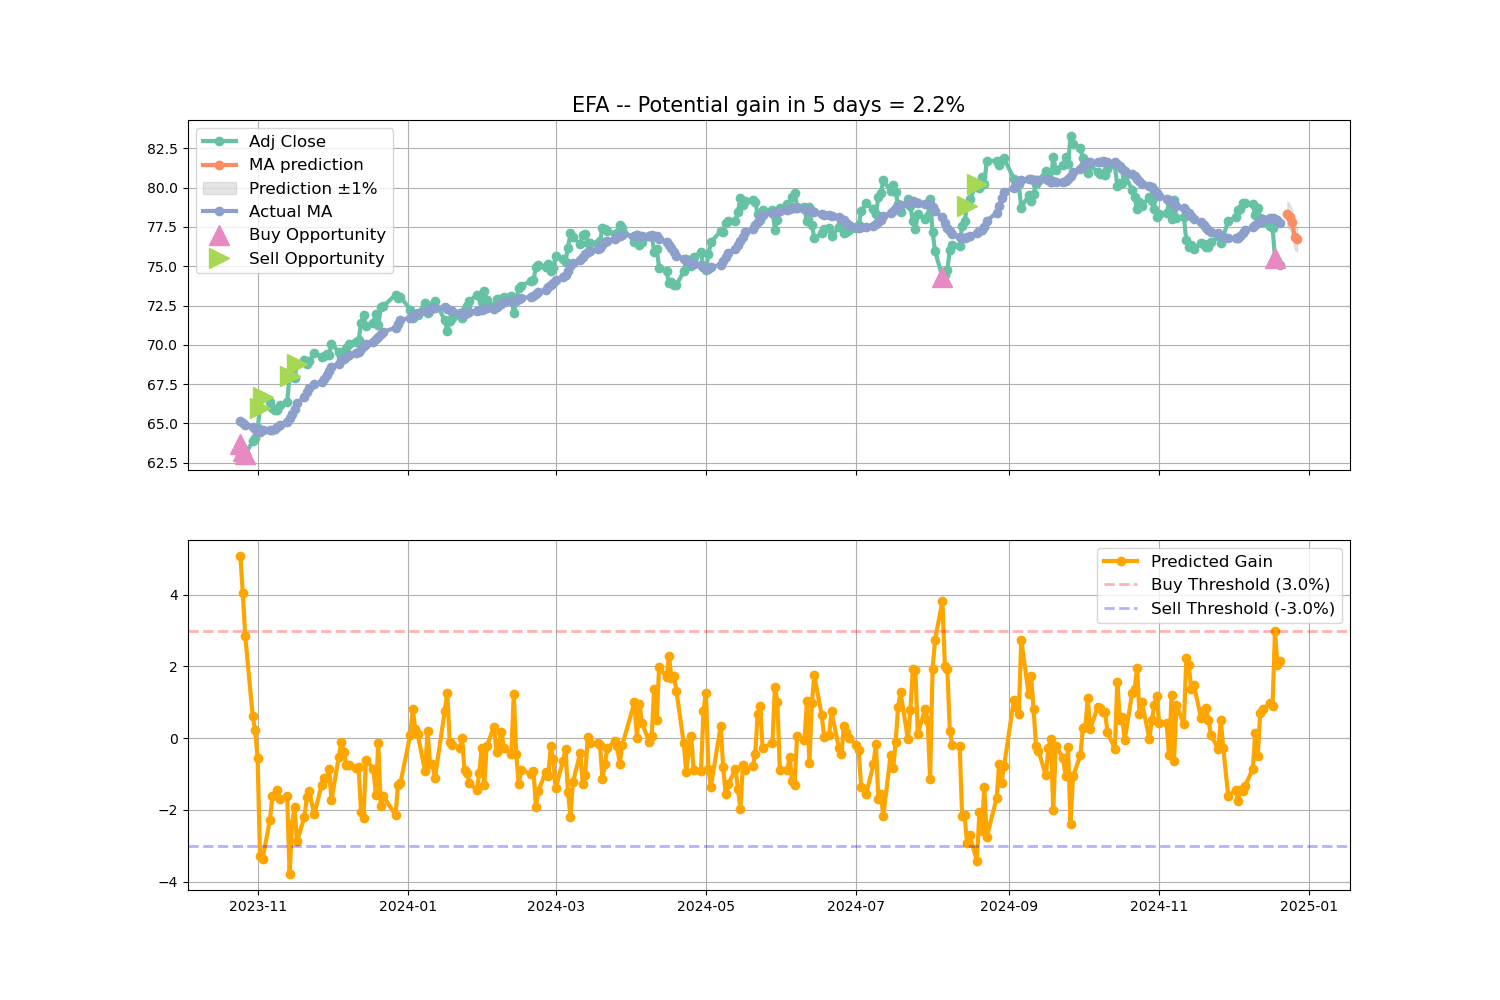 EFA -- Potential gain in 5 days = 2.2%
Adj Close
MA prediction
Prediction ±1%
Actual MA
Buy Opportunity
Sell Opportunity
82.5
80.0
77.5
75.0
72.5
70.0
67.5
65.0
62.5
Predicted Gain
Buy Threshold (3.0%)
Sell Threshold (-3.0%)
4
2
0
−2
−4
2023-11
2024-01
2024-03
2024-05
2024-07
2024-09
2024-11
2025-01